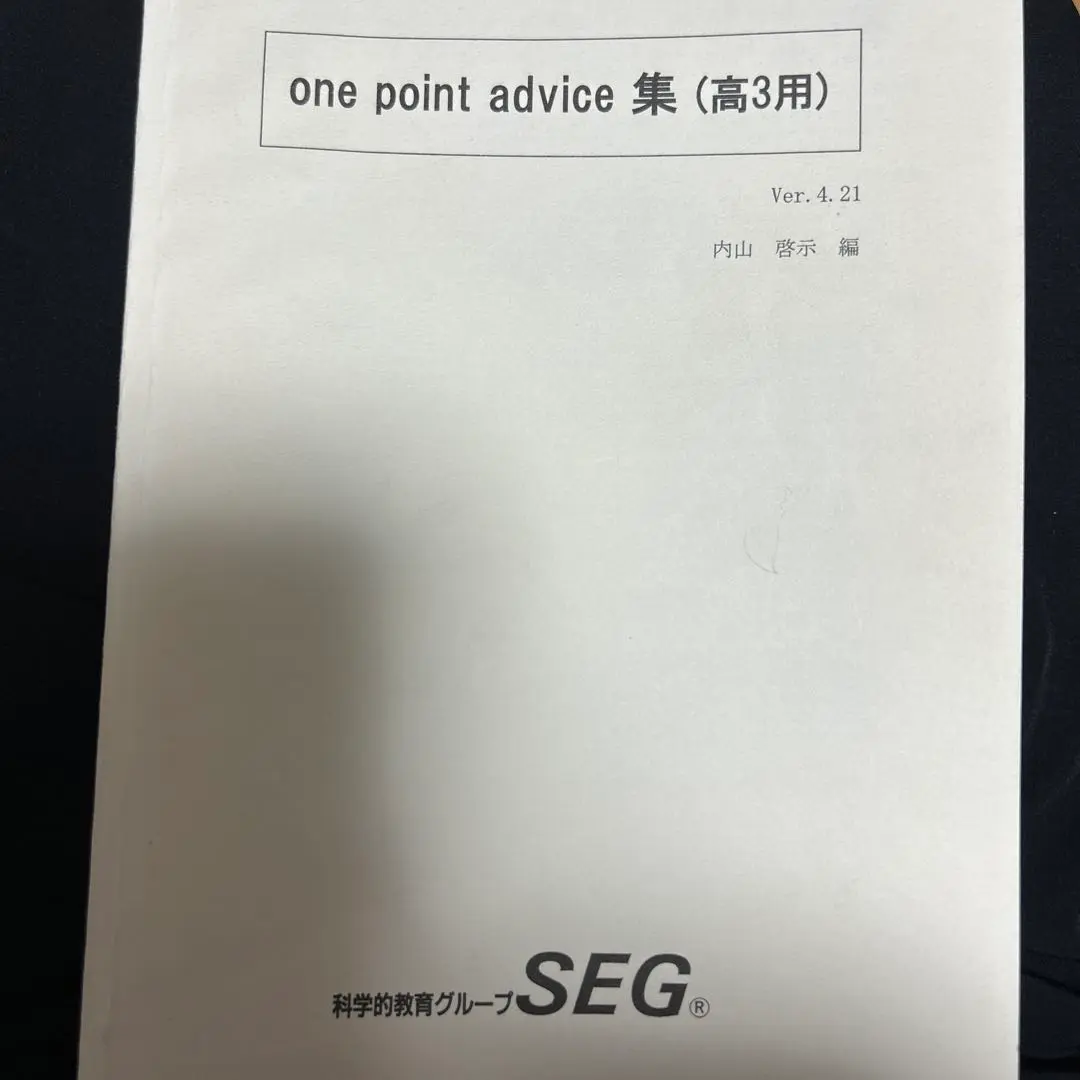 one point advice 集 (高3用)
Ver.4.21
内山 啓示 編
科学的教育グループSEG®